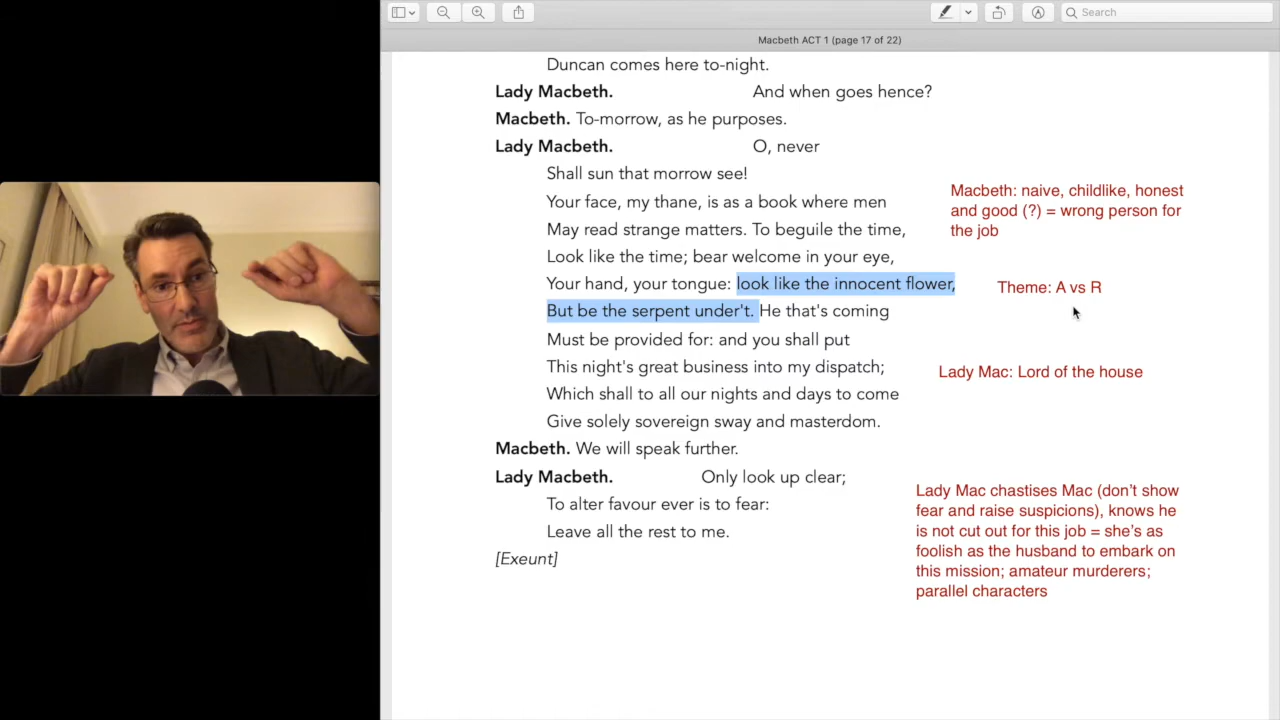 Search
Macbeth ACT 1 (page 17 of 22)
Duncan comes here to-night.
Lady Macbeth. And when goes hence?
Macbeth. To-morrow, as he purposes.
Lady Macbeth. O, never
Shall sun that morrow see!
Your face, my thane, is as a book where men
May read strange matters. To beguile the time,
Look like the time; bear welcome in your eye,
Your hand, your tongue: look like the innocent flower,
But be the serpent under't. He that's coming
Must be provided for: and you shall put
This night's great business into my dispatch;
Which shall to all our nights and days to come
Give solely sovereign sway and masterdom.
Macbeth. We will speak further.
Lady Macbeth. Only look up clear;
To alter favour ever is to fear:
Leave all the rest to me.
[Exeunt]
Macbeth: naive, childlike, honest
and good (?) = wrong person for
the job
Theme: A vs R
Lady Mac: Lord of the house
Lady Mac chastises Mac (don't show
fear and raise suspicions), knows he
is not cut out for this job = she's as
foolish as the husband to embark on
this mission; amateur murderers;
parallel characters